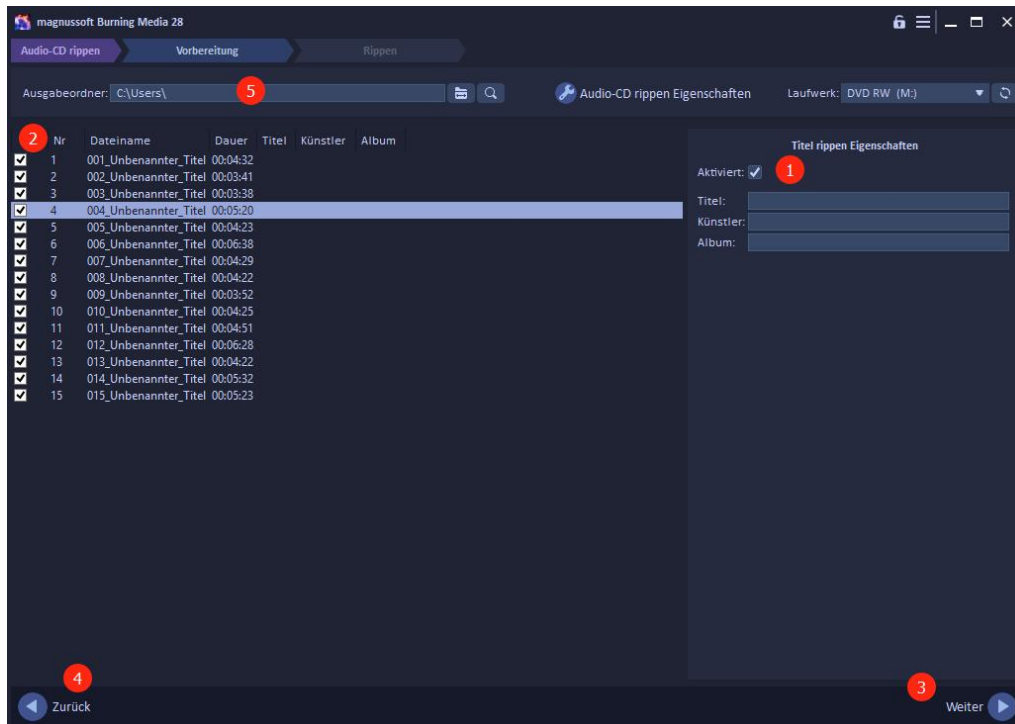 magnussoft Burning Media 28
Audio-CD rippen Vorbereitung Rippen
Ausgabeordner: C:\Users\ 5 Audio-CD rippen Eigenschaften Laufwerk: DVD RW (M:)
2 Nr Dateiname Dauer Titel Künstler Album
1 001_Unbenannter_Titel 00:04:32
2 002_Unbenannter_Titel 00:03:41
3 003_Unbenannter_Titel 00:03:38
4 004_Unbenannter_Titel 00:05:20
5 005_Unbenannter_Titel 00:04:23
6 006_Unbenannter_Titel 00:06:38
7 007_Unbenannter_Titel 00:04:29
8 008_Unbenannter_Titel 00:04:22
9 009_Unbenannter_Titel 00:03:52
10 010_Unbenannter_Titel 00:04:25
11 011_Unbenannter_Titel 00:04:51
12 012_Unbenannter_Titel 00:06:28
13 013_Unbenannter_Titel 00:04:22
14 014_Unbenannter_Titel 00:05:32
15 015_Unbenannter_Titel 00:05:23
Titel rippen Eigenschaften
Aktiviert: 1
Titel:
Künstler:
Album:
4
Zurück
3
Weiter